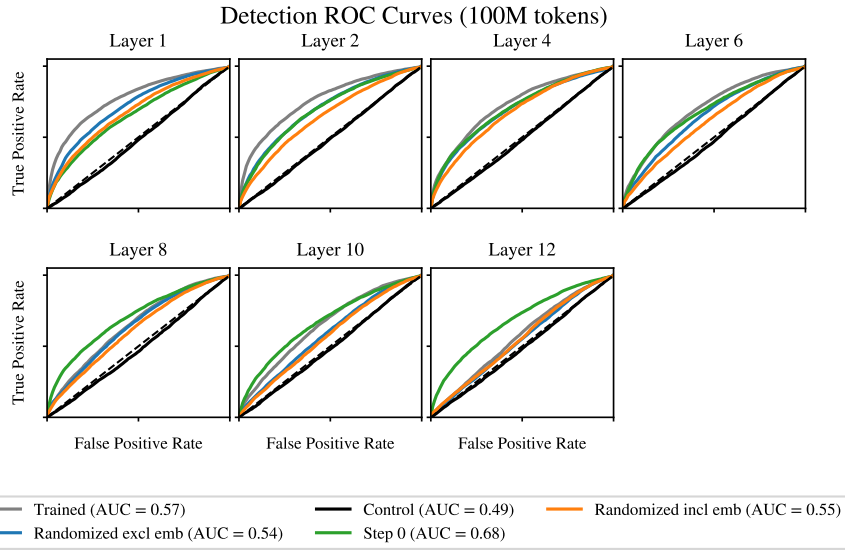 Detection ROC Curves (100M tokens)
Layer 1 Layer 2 Layer 4 Layer 6
True Positive Rate
Layer 8 Layer 10 Layer 12
True Positive Rate
False Positive Rate False Positive Rate False Positive Rate
Trained (AUC = 0.57) Control (AUC = 0.49) Randomized incl emb (AUC = 0.55)
Randomized excl emb (AUC = 0.54) Step 0 (AUC = 0.68)